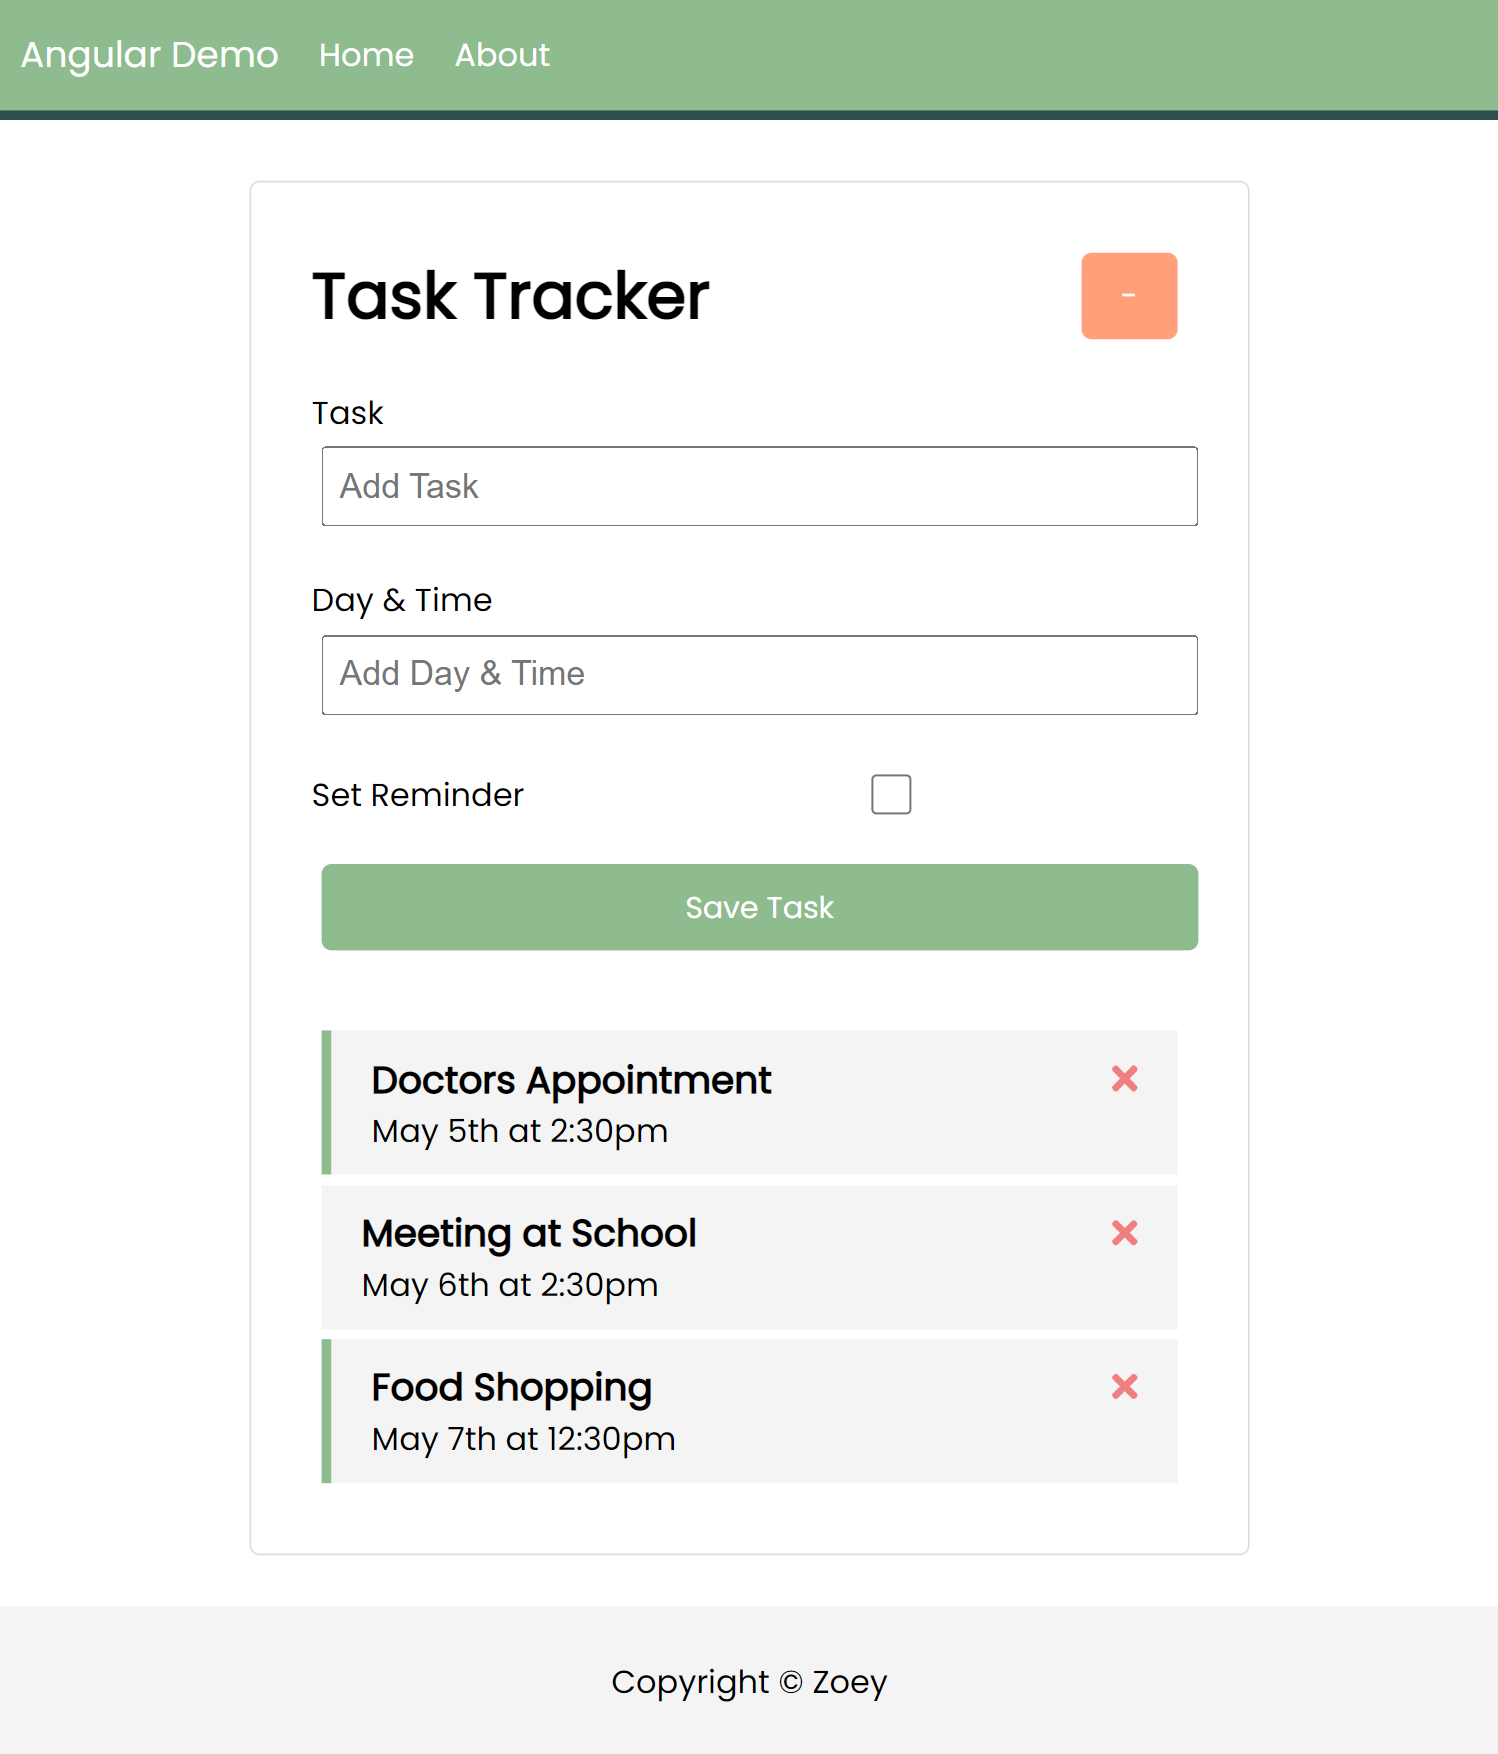 Angular Demo Home About
Task Tracker
-
Task
Add Task
Day & Time
Add Day & Time
Set Reminder
Save Task
Doctors Appointment
May 5th at 2:30pm
Meeting at School
May 6th at 2:30pm
Food Shopping
May 7th at 12:30pm
Copyright © Zoey